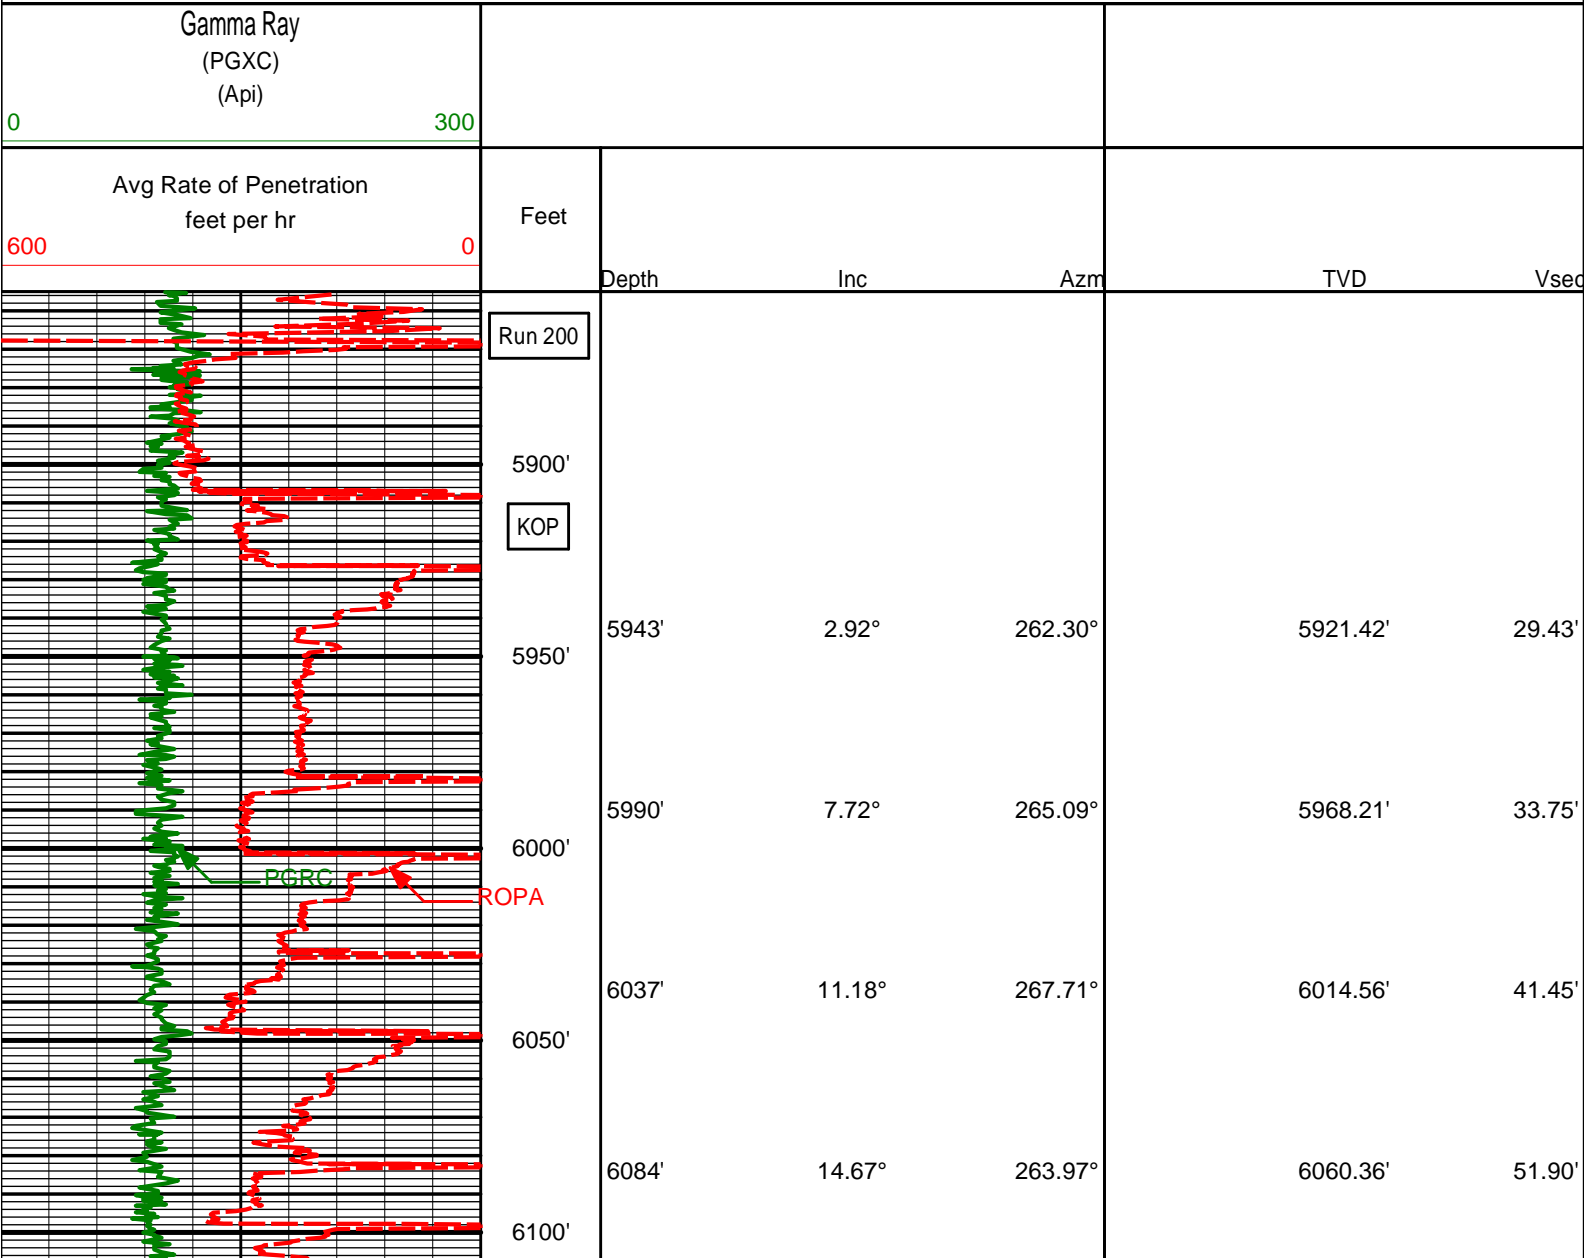 Gamma Ray
(PGXC)
(Api)
0 300
Avg Rate of Penetration
feet per hr
600 0
Feet
Depth Inc Azm TVD Vsec
Run 200
5900'
KOP
5943' 2.92° 262.30° 5921.42' 29.43'
5950'
5990' 7.72° 265.09° 5968.21' 33.75'
6000'
PGRC
ROPA
6037' 11.18° 267.71° 6014.56' 41.45'
6050'
6084' 14.67° 263.97° 6060.36' 51.90'
6100'